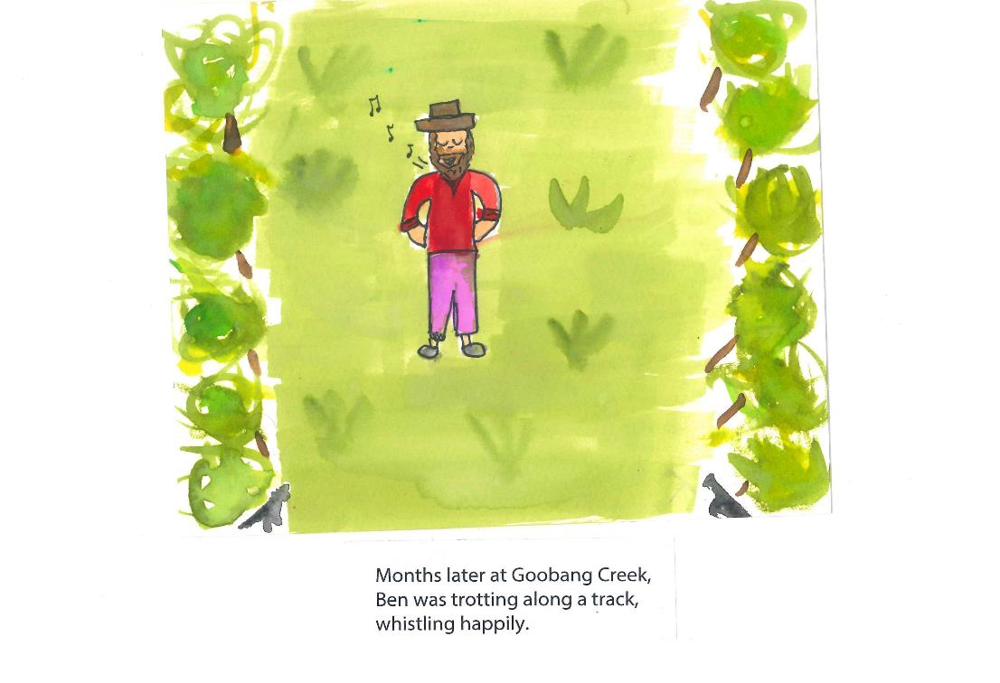 Months later at Goobang Creek,
Ben was trotting along a track,
whistling happily.